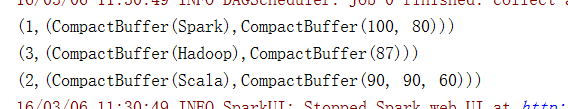 16/03/06 11:30:49 INFO DAGScheduler: Job 0 finished: collect a
(1,(CompactBuffer(Spark),CompactBuffer(100, 80)))
(3,(CompactBuffer(Hadoop),CompactBuffer(87)))
(2,(CompactBuffer(Scala),CompactBuffer(90, 90, 60)))
16/03/06 11:30:49 INFO SparkUI: Stopped Spark web UI at http: